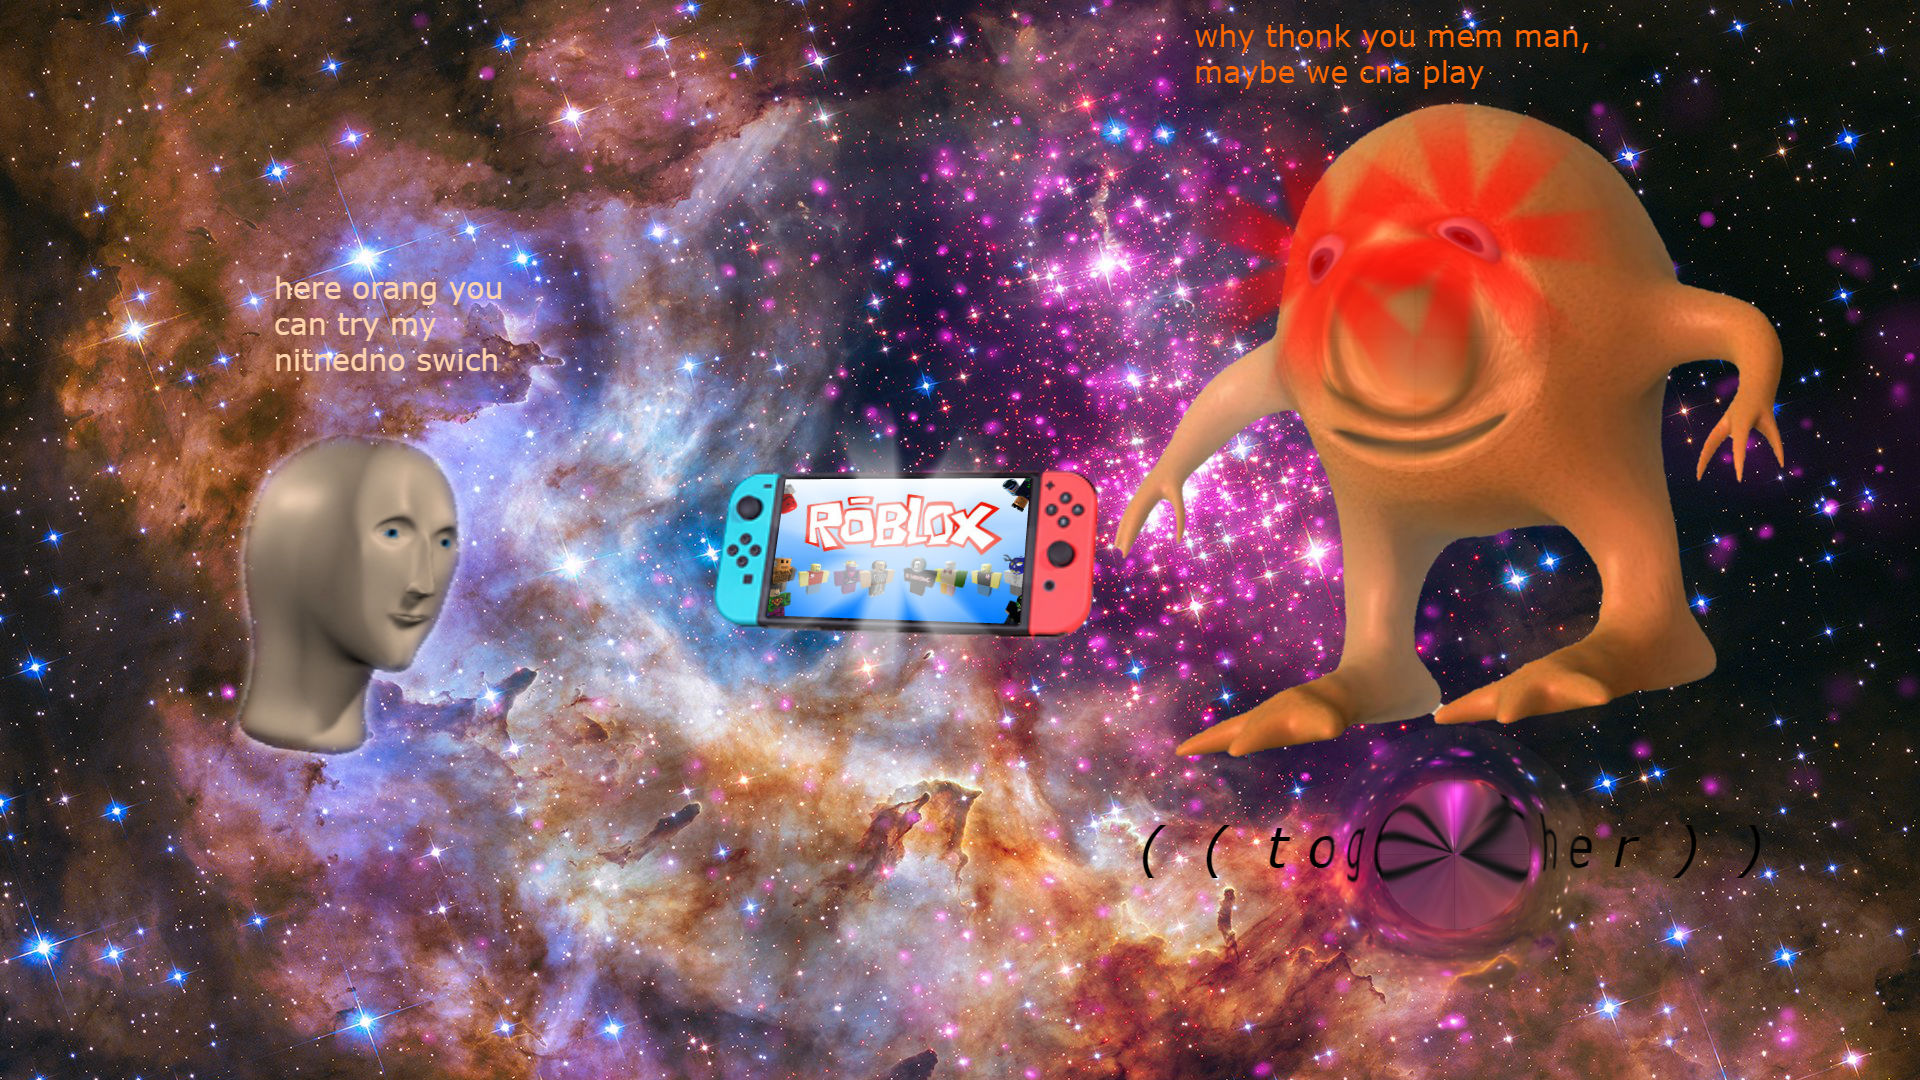 why thonk you mem man,
maybe we cna play
here orang you
can try my
nitnedno swich
RŌBLOX
( ( tog her ) )